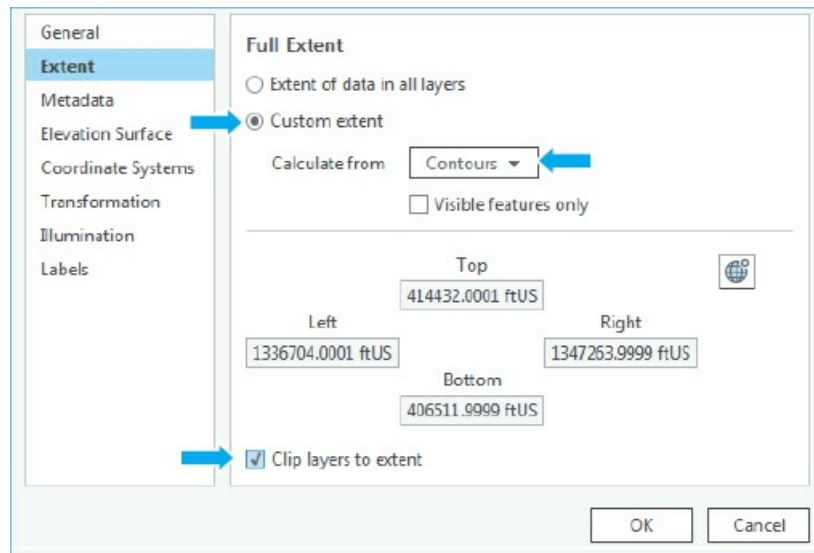 General
Extent
Metadata
Elevation Surface
Coordinate Systems
Transformation
Illumination
Labels
Full Extent
Extent of data in all layers
Custom extent
Calculate from Contours
Visible features only
Top
414432.0001 ftUS
Left Right
1336704.0001 ftUS 1347263.9999 ftUS
Bottom
406511.9999 ftUS
Clip layers to extent
OK Cancel